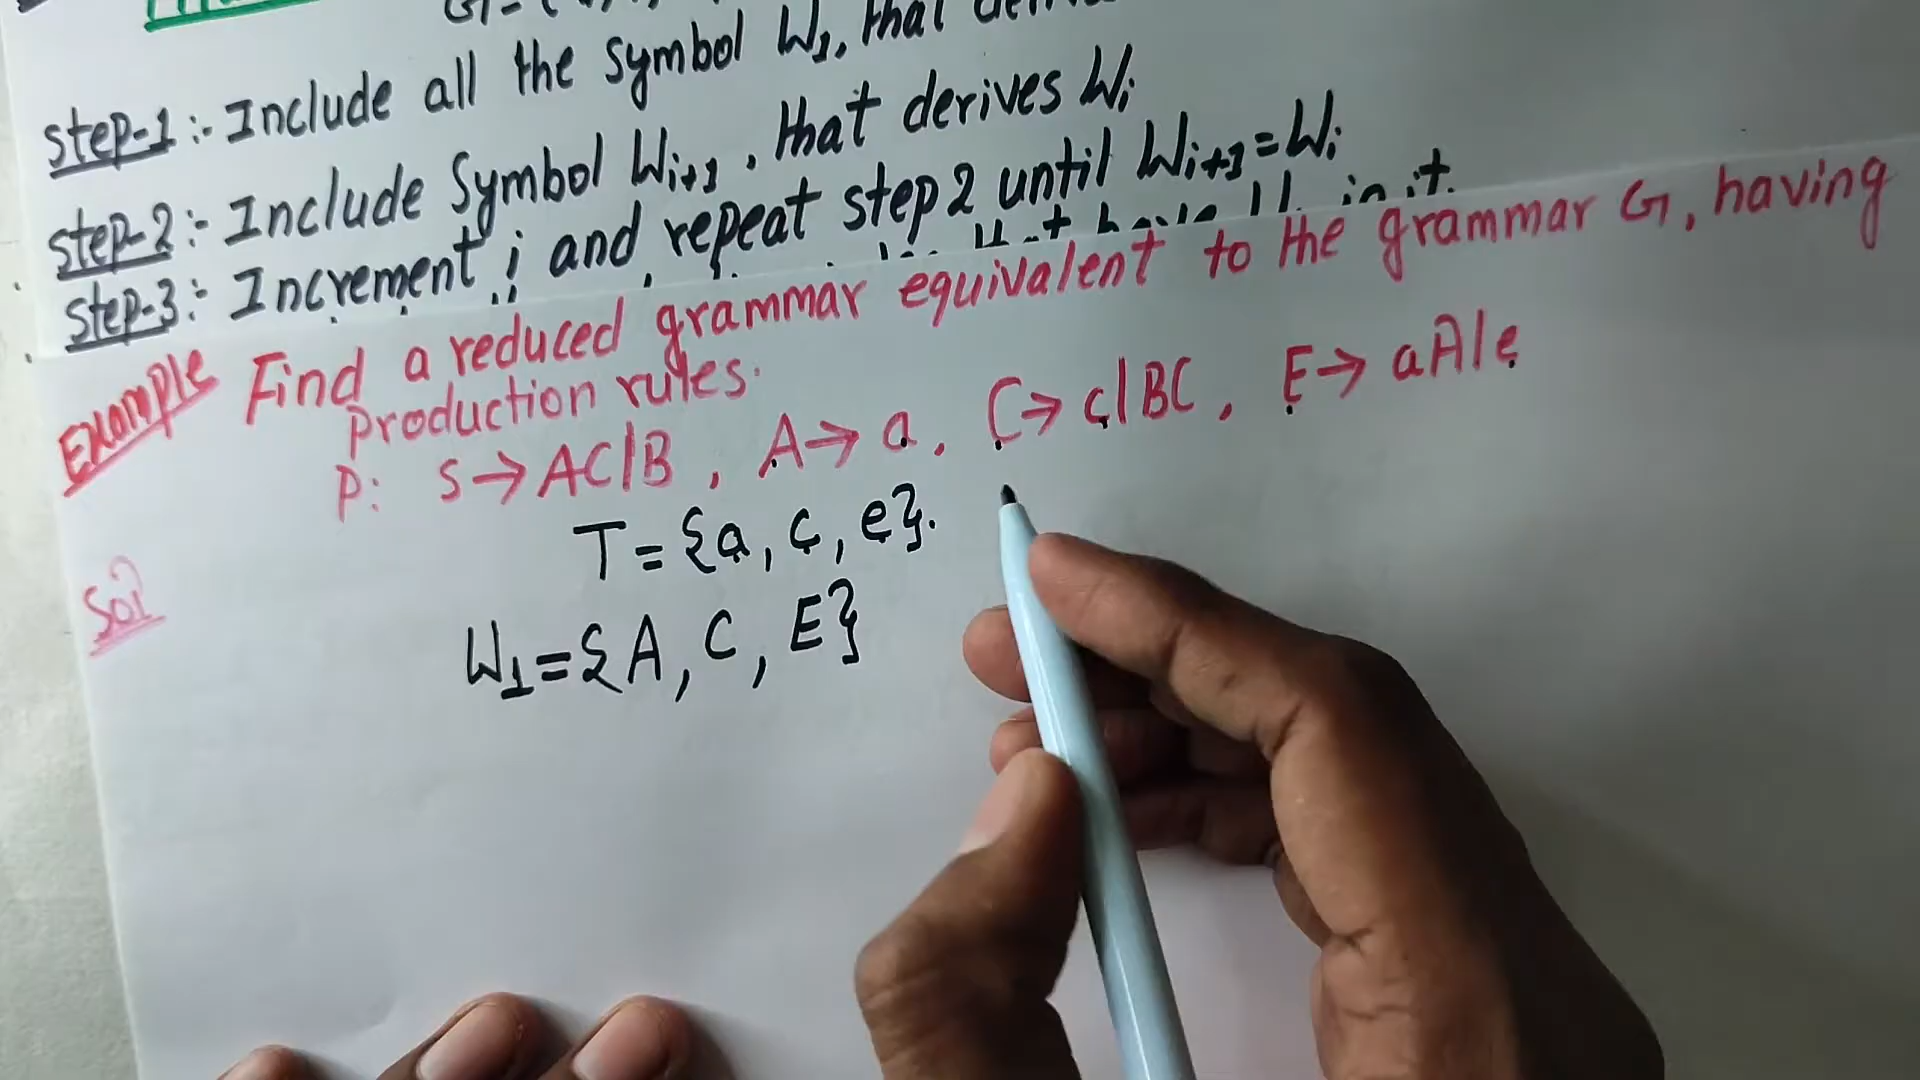 Step-1 :- Include all the symbol W1, that
Step-2 :- Include Symbol Wi+1, that derives Wi
Step-3 :- Increment i and repeat step 2 until Wi+1 = Wi
in it.
Example Find a reduced grammar equivalent to the grammar G, having
Production rules.
P: S → AC|B, A → a, C → c|BC, E → aA|e
T = {a, c, e}.
Sol
W1 = {A, C, E}